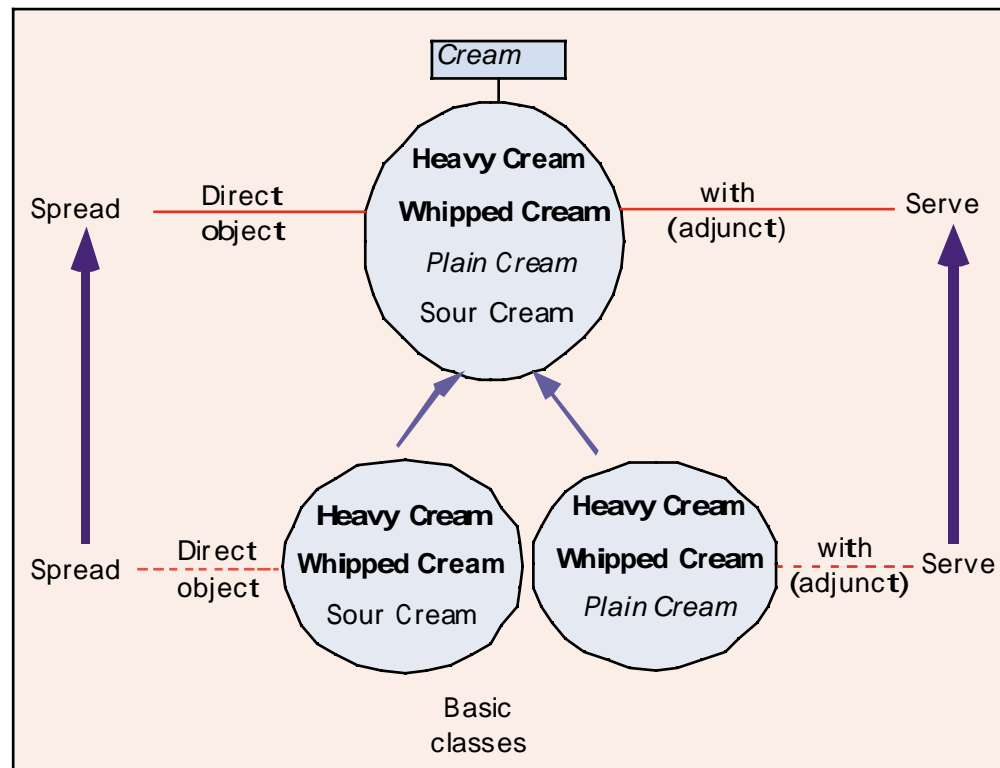 Cream
Heavy Cream
Whipped Cream
Plain Cream
Sour Cream
Spread
Direct
object
with
(adjunct)
Serve
Heavy Cream
Whipped Cream
Sour Cream
Heavy Cream
Whipped Cream
Plain Cream
Spread
Direct
object
with
(adjunct)
Serve
Basic
classes